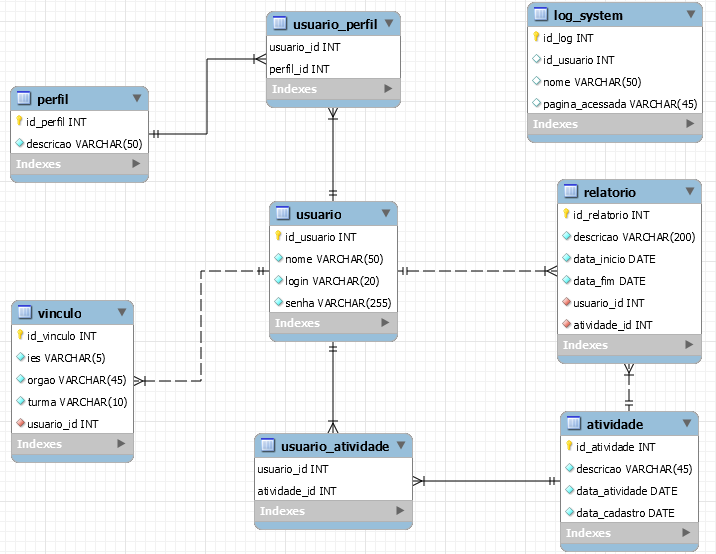 usuario_perfil
usuario_id INT
perfil_id INT
Indexes
log_system
id_log INT
id_usuario INT
nome VARCHAR(50)
pagina_acessada VARCHAR(45)
Indexes
perfil
id_perfil INT
descricao VARCHAR(50)
Indexes
usuario
id_usuario INT
nome VARCHAR(50)
login VARCHAR(20)
senha VARCHAR(255)
Indexes
relatorio
id_relatorio INT
descricao VARCHAR(200)
data_inicio DATE
data_fim DATE
usuario_id INT
atividade_id INT
Indexes
vinculo
id_vinculo INT
ies VARCHAR(5)
orgao VARCHAR(45)
turma VARCHAR(10)
usuario_id INT
Indexes
usuario_atividade
usuario_id INT
atividade_id INT
Indexes
atividade
id_atividade INT
descricao VARCHAR(45)
data_atividade DATE
data_cadastro DATE
Indexes